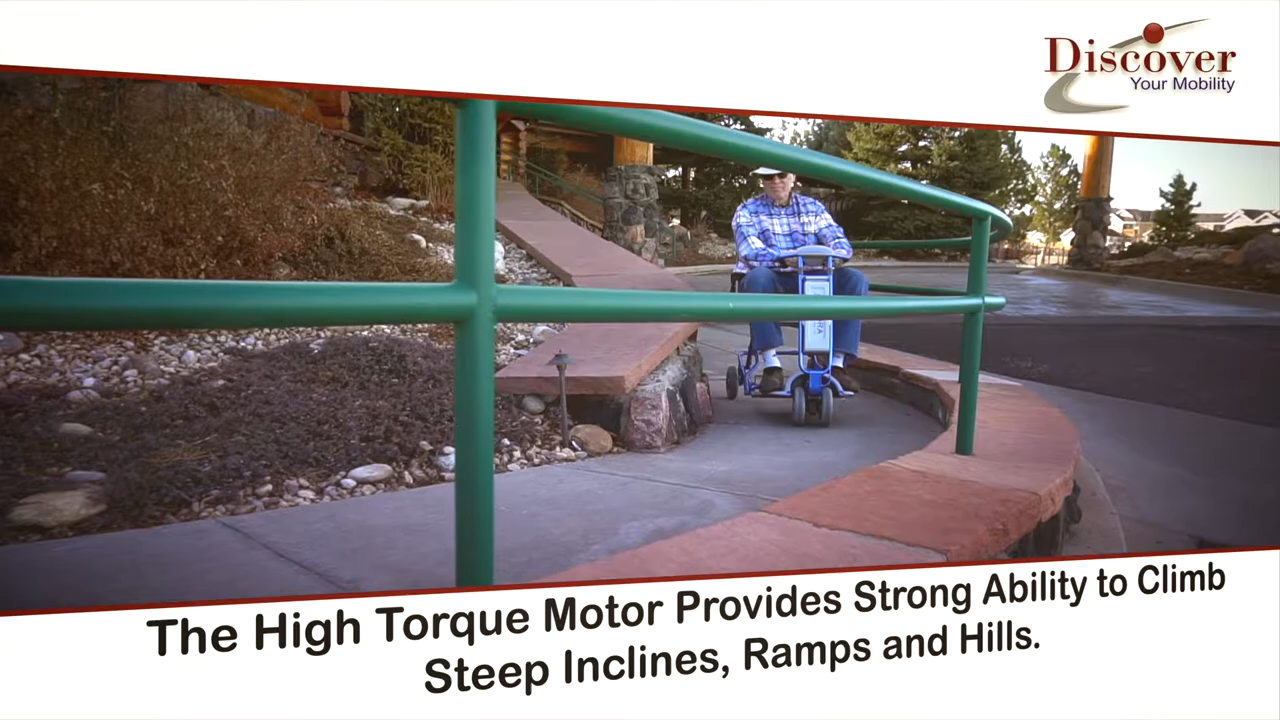 Discover
Your Mobility
The High Torque Motor Provides Strong Ability to Climb
Steep Inclines, Ramps and Hills.